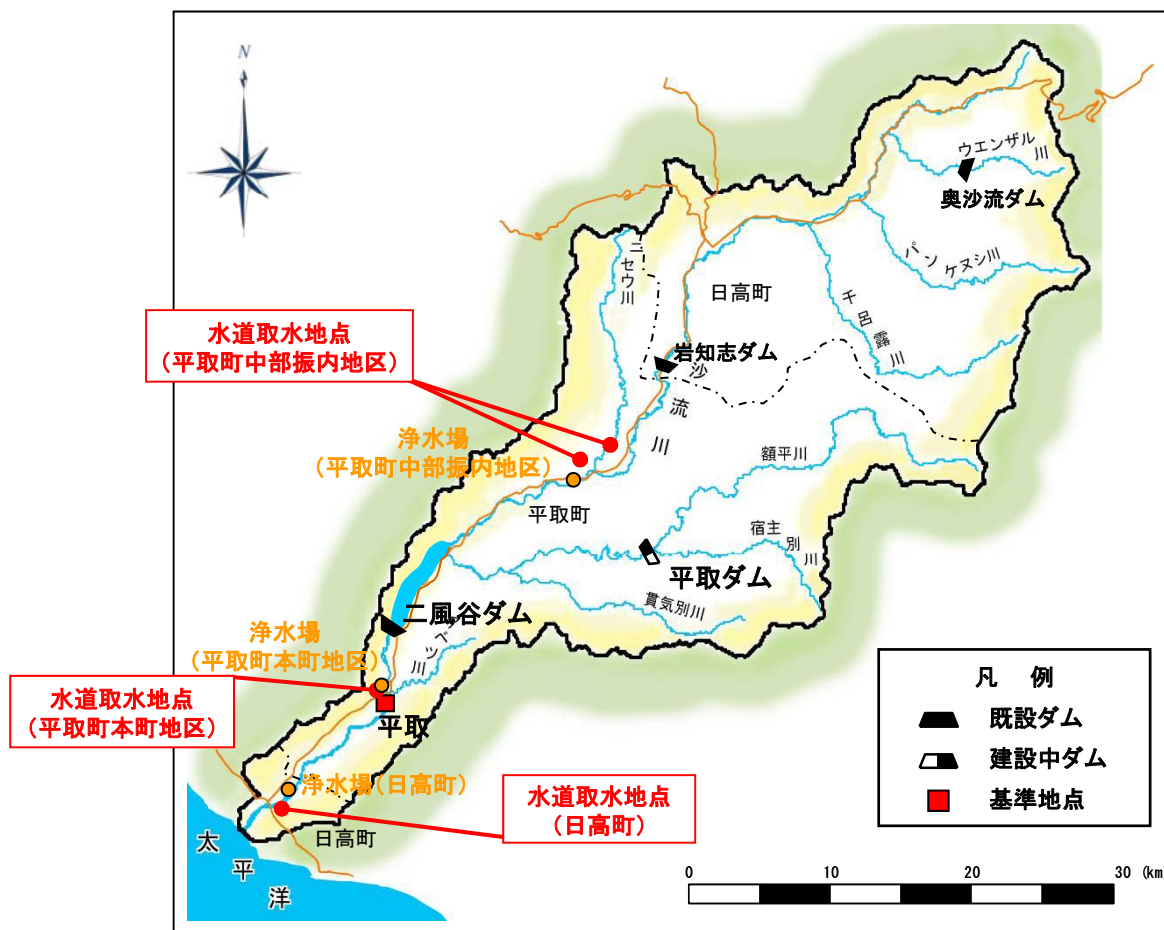 N
ウエンザル川
奥沙流ダム
パンケヌシ川
ニセウ川
日高町
千呂露川
水道取水地点
(平取町中部振内地区)
岩知志ダム
沙流川
浄水場
(平取町中部振内地区)
額平川
平取町
宿主別川
平取ダム
貫気別川
二風谷ダム
浄水場
(平取町本町地区)
水道取水地点
(平取町本町地区)
平取
浄水場(日高町)
水道取水地点
(日高町)
日高町
太平洋
凡 例
既設ダム
建設中ダム
基準地点
0 10 20 30 (km)